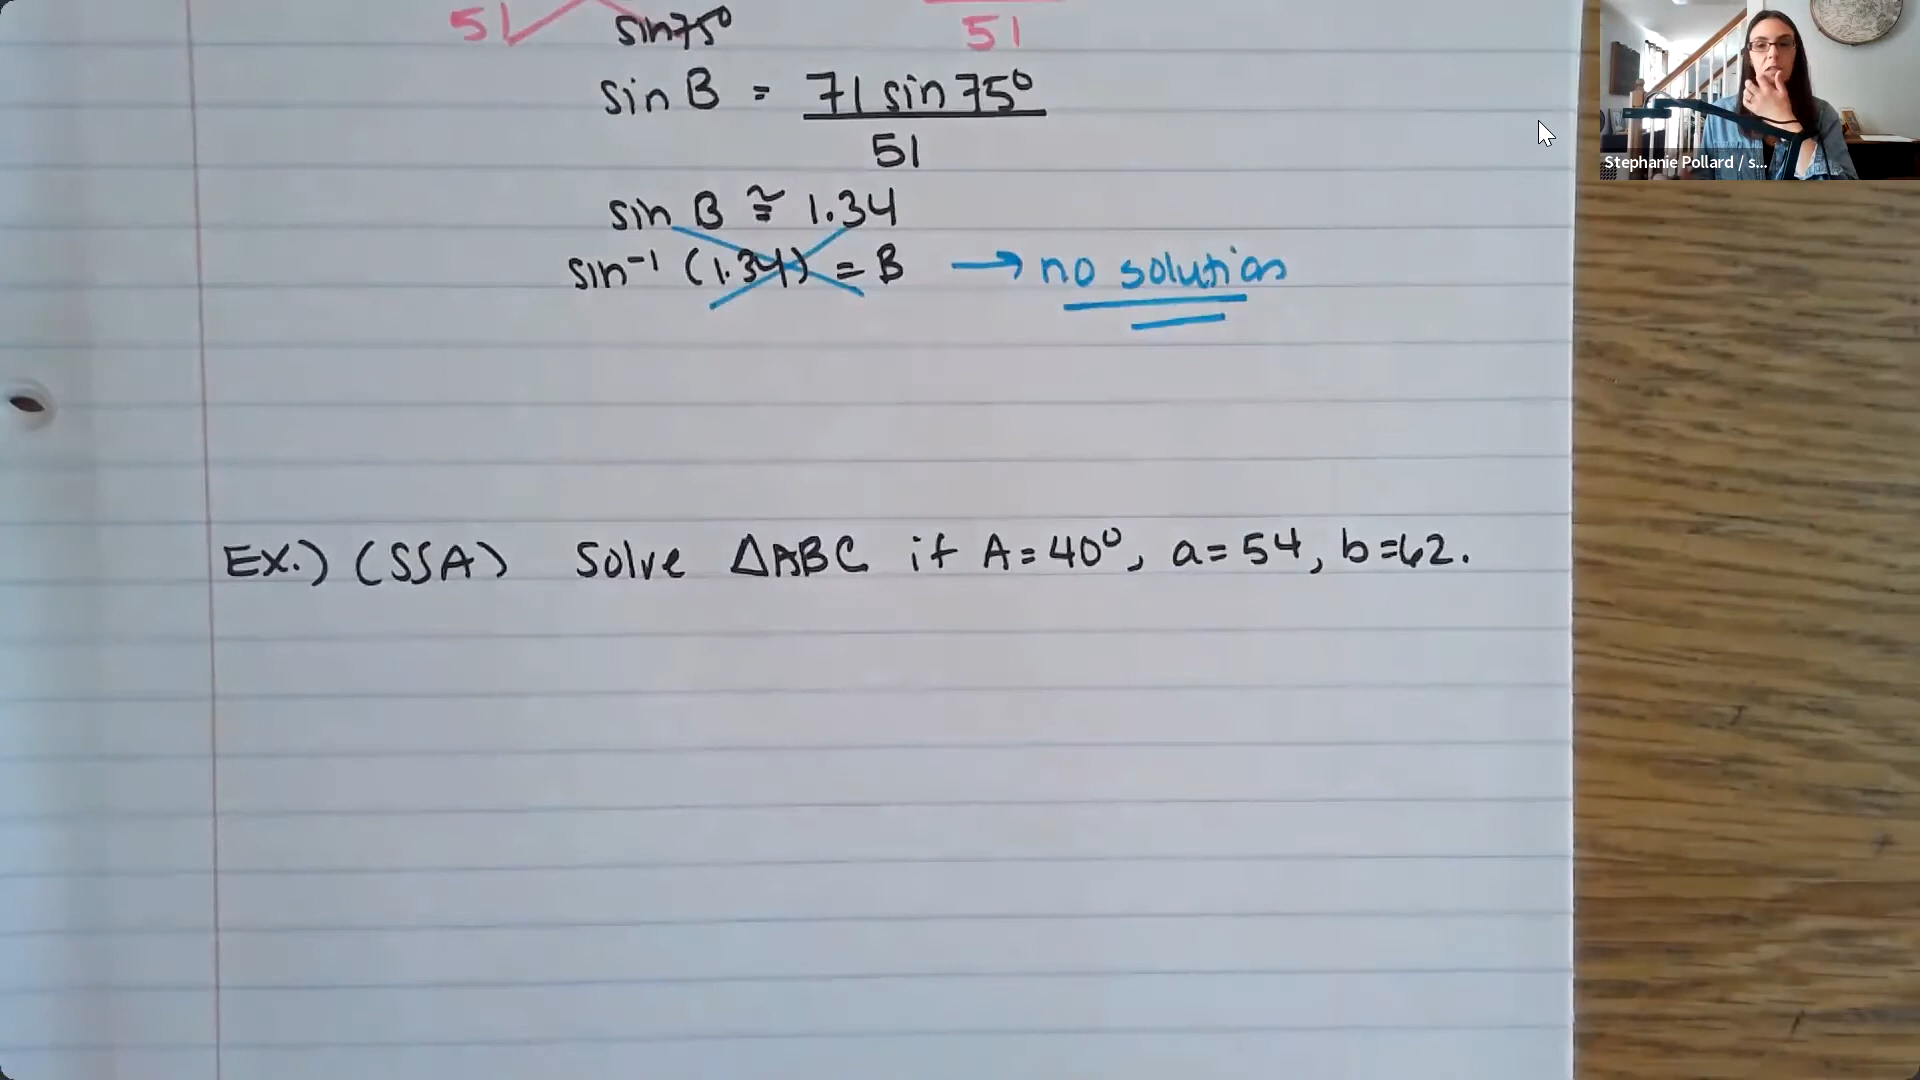 51 sin75° 51
sin B = 71 sin 75°
51
sin B ≅ 1.34
sin⁻¹ (1.34) = B → no solution
EX.) (SSA) Solve △ABC if A = 40°, a = 54, b = 62.
Stephanie Pollard / s...